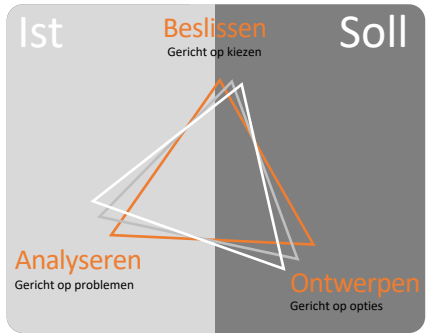 Ist
Beslissen
Soll
Gericht op kiezen
Analyseren
Gericht op problemen
Ontwerpen
Gericht op opties